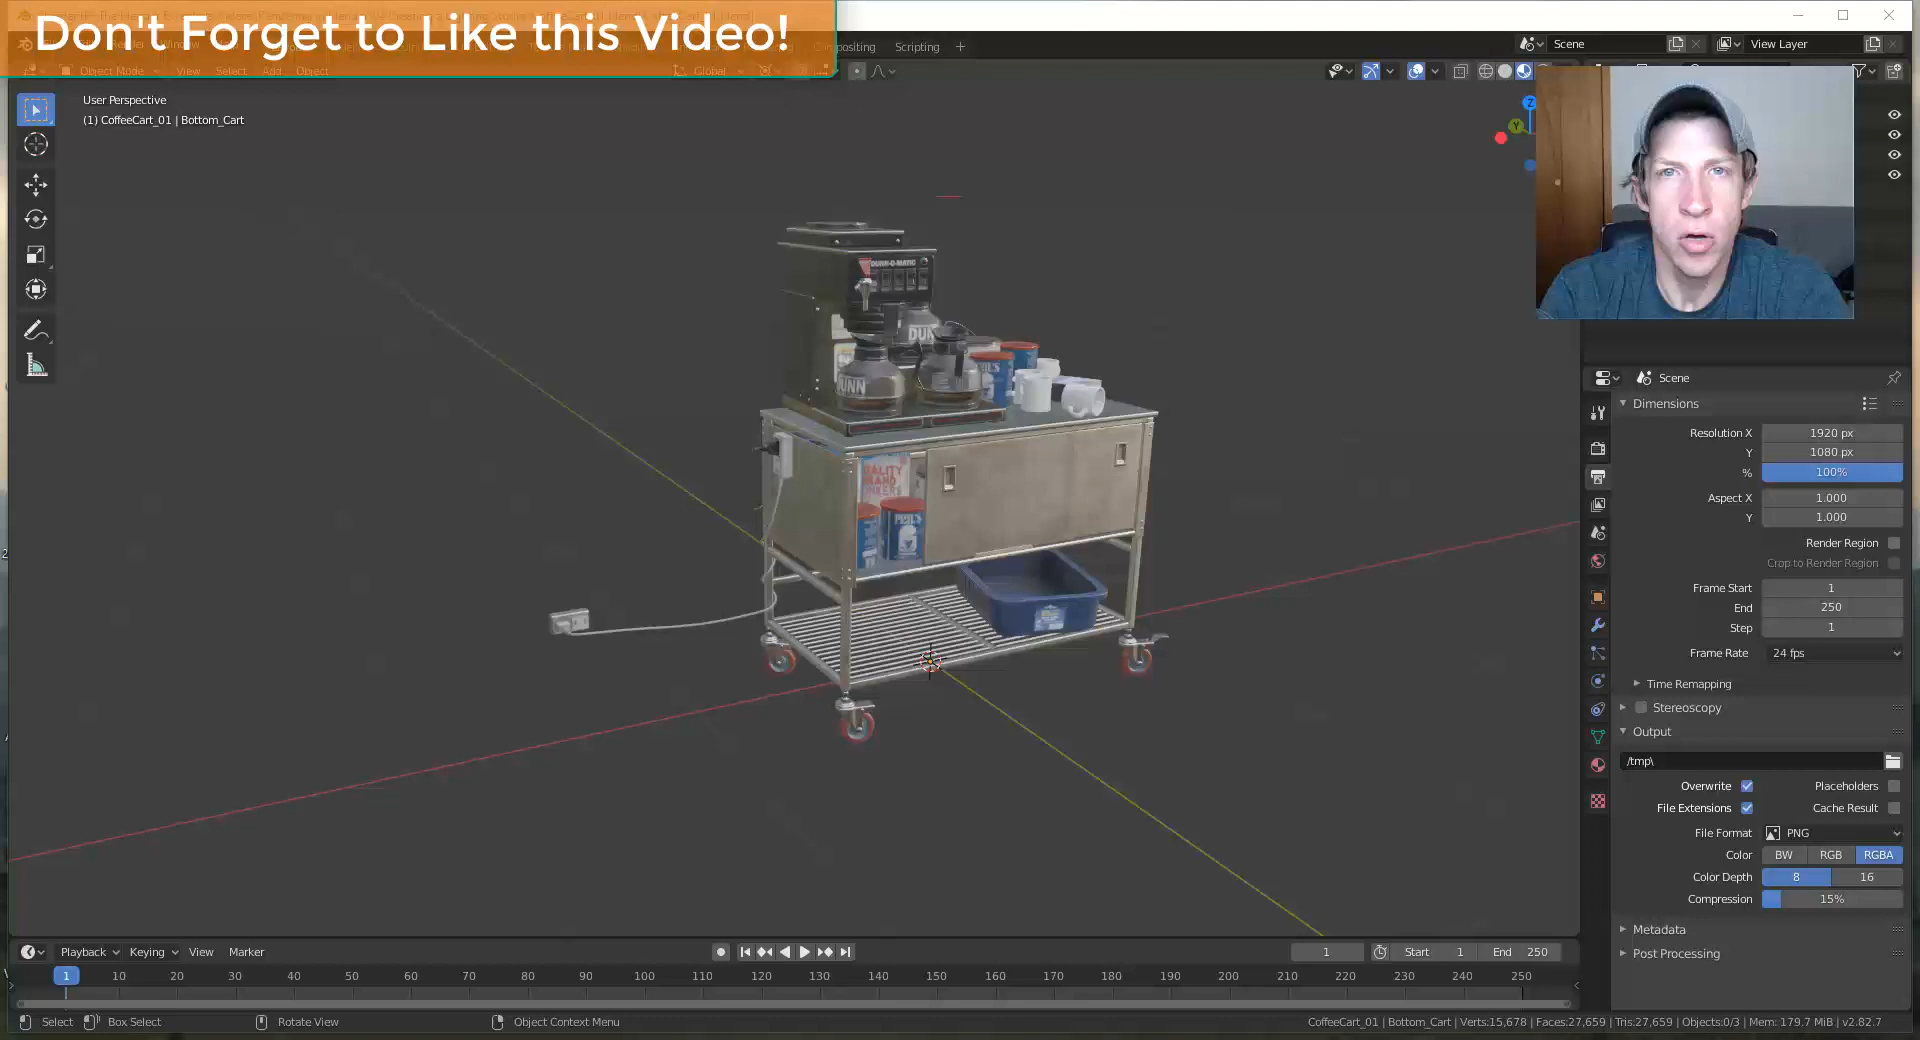 Don't Forget to Like this Video!
Scripting
Scene
View Layer
Object Mode View Select Add Object
Global
User Perspective
(1) CoffeeCart_01 | Bottom_Cart
Z
Y
Scene
Dimensions
Resolution X 1920 px
Y 1080 px
% 100%
Aspect X 1.000
Y 1.000
Render Region
Crop to Render Region
Frame Start 1
End 250
Step 1
Frame Rate 24 fps
Time Remapping
Stereoscopy
Output
/tmp\
Overwrite Placeholders
File Extensions Cache Result
File Format PNG
Color BW RGB RGBA
Color Depth 8 16
Compression 15%
Metadata
Post Processing
Playback Keying View Marker
1 Start 1 End 250
1 10 20 30 40 50 60 70 80 90 100 110 120 130 140 150 160 170 180 190 200 210 220 230 240 250
Select Box Select Rotate View Object Context Menu
CoffeeCart_01 | Bottom_Cart | Verts:15,678 | Faces:27,659 | Tris:27,659 | Objects:0/3 | Mem: 179.7 MiB | v2.82.7